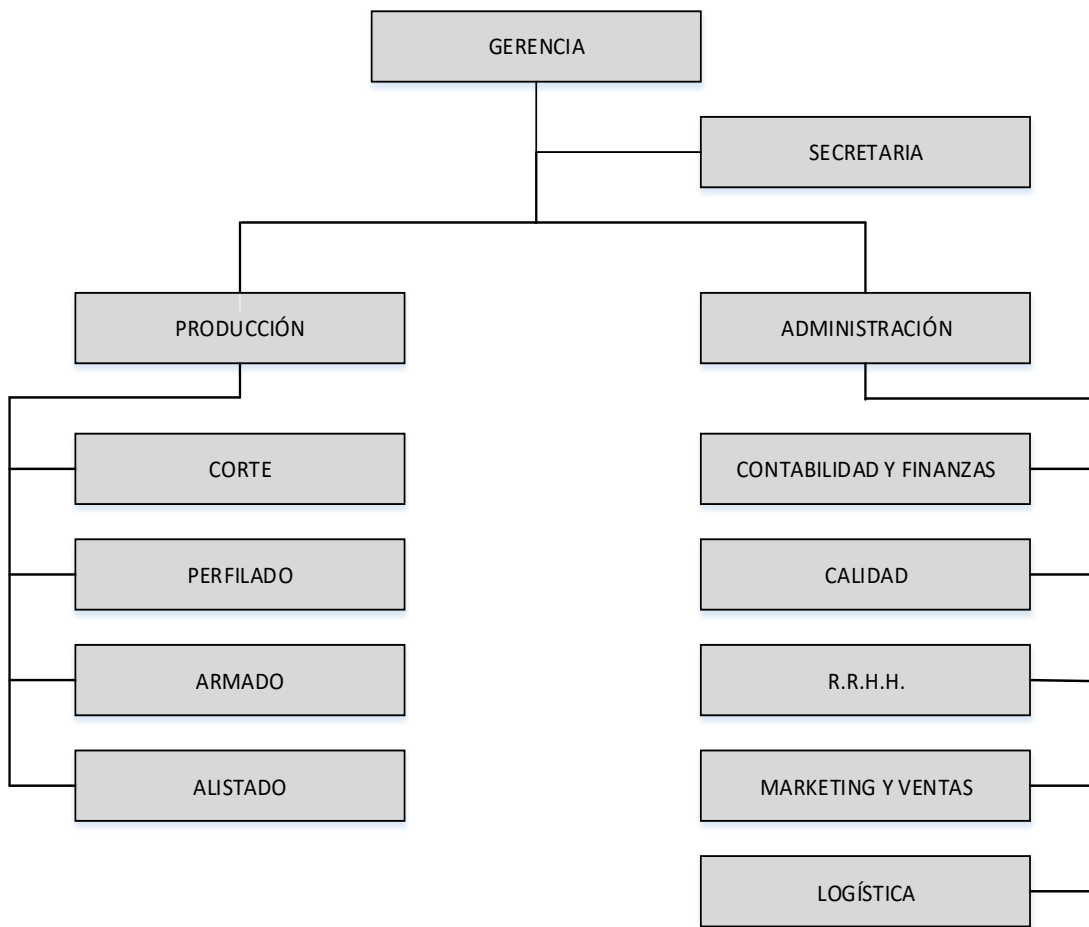 GERENCIA
SECRETARIA
PRODUCCIÓN
ADMINISTRACIÓN
CORTE
CONTABILIDAD Y FINANZAS
PERFILADO
CALIDAD
ARMADO
R.R.H.H.
ALISTADO
MARKETING Y VENTAS
LOGÍSTICA